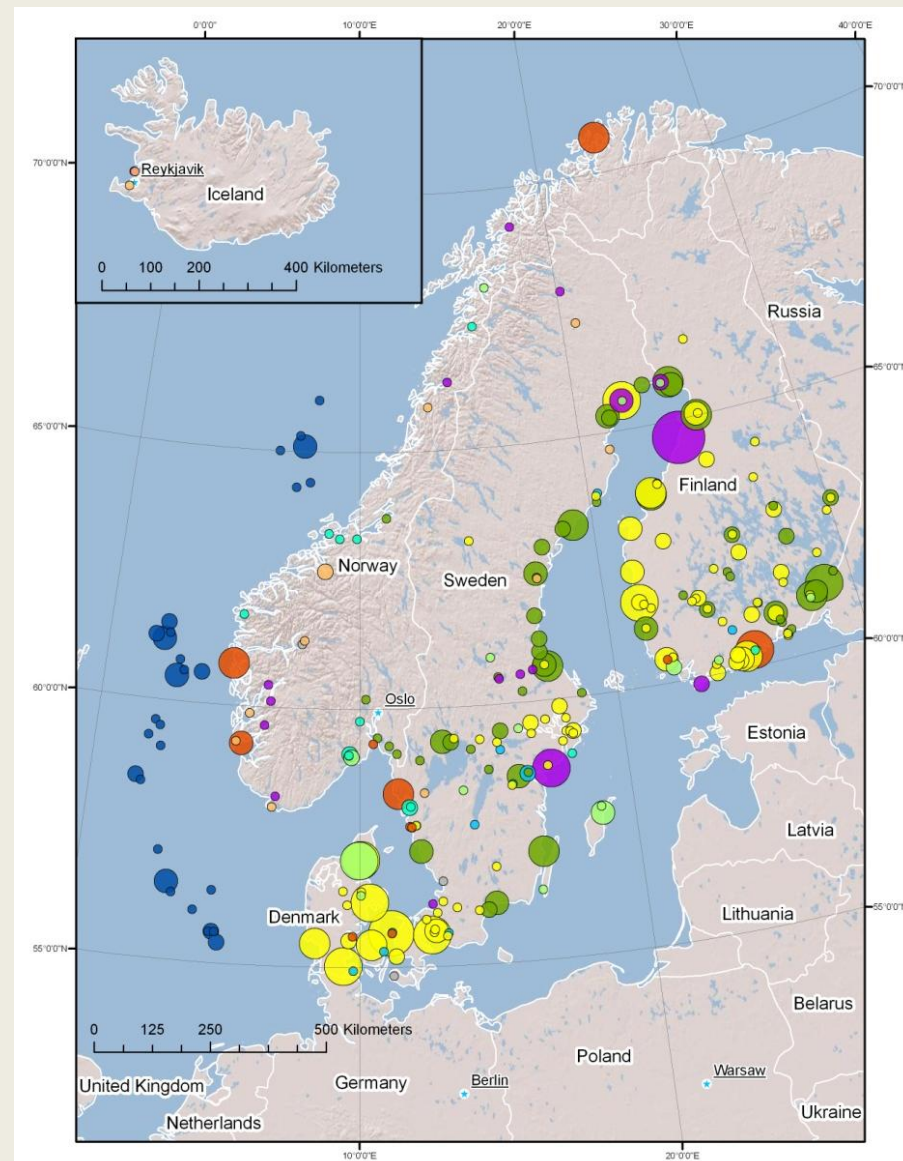 0°0'0"
10°0'0"E
20°0'0"E
30°0'0"E
40°0'0"E
70°0'0"N
70°0'0"N
Reykjavik
Iceland
0 100 200 400 Kilometers
Russia
65°0'0"N
65°0'0"N
Finland
Norway
Sweden
60°0'0"N
60°0'0"N
Oslo
Estonia
Latvia
Denmark
Lithuania
55°0'0"N
55°0'0"N
Belarus
0 125 250 500 Kilometers
Poland
United Kingdom
Germany
Berlin
Warsaw
Netherlands
Ukraine
10°0'0"E
20°0'0"E